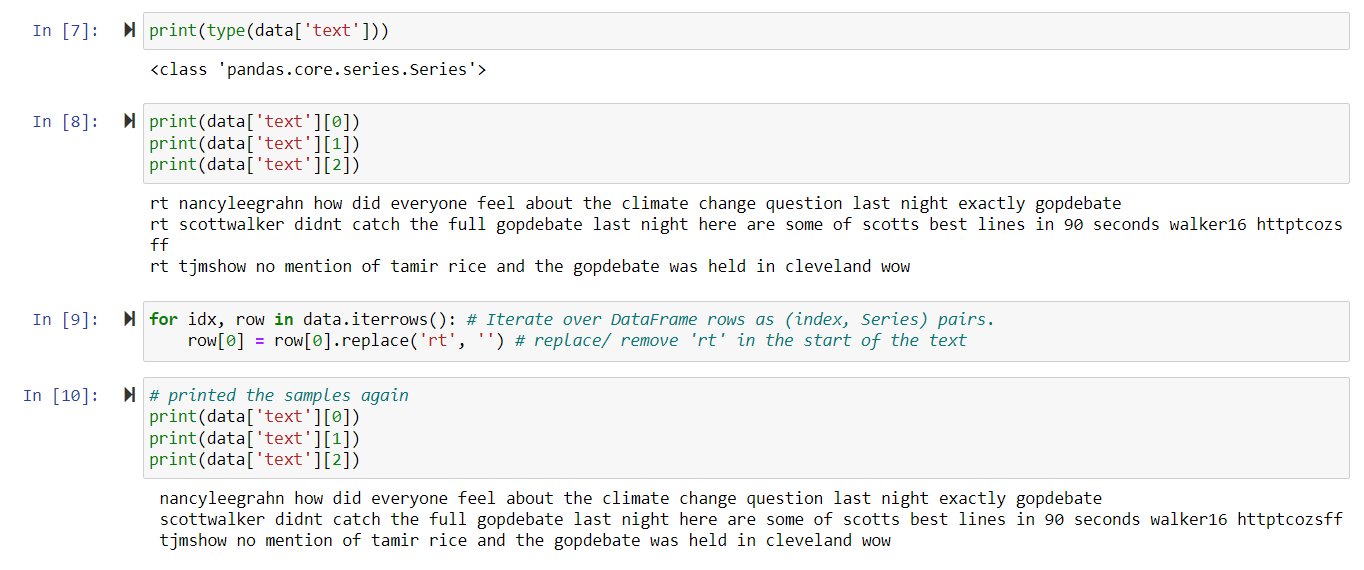 In [7]: print(type(data['text']))
<class 'pandas.core.series.Series'>
In [8]: print(data['text'][0])
print(data['text'][1])
print(data['text'][2])
rt nancyleegrahn how did everyone feel about the climate change question last night exactly gopdebate
rt scottwalker didnt catch the full gopdebate last night here are some of scotts best lines in 90 seconds walker16 httptcozs
ff
rt tjmshow no mention of tamir rice and the gopdebate was held in cleveland wow
In [9]: for idx, row in data.iterrows(): # Iterate over DataFrame rows as (index, Series) pairs.
    row[0] = row[0].replace('rt', '') # replace/ remove 'rt' in the start of the text
In [10]: # printed the samples again
print(data['text'][0])
print(data['text'][1])
print(data['text'][2])
 nancyleegrahn how did everyone feel about the climate change question last night exactly gopdebate
 scottwalker didnt catch the full gopdebate last night here are some of scotts best lines in 90 seconds walker16 httptcozsff
 tjmshow no mention of tamir rice and the gopdebate was held in cleveland wow